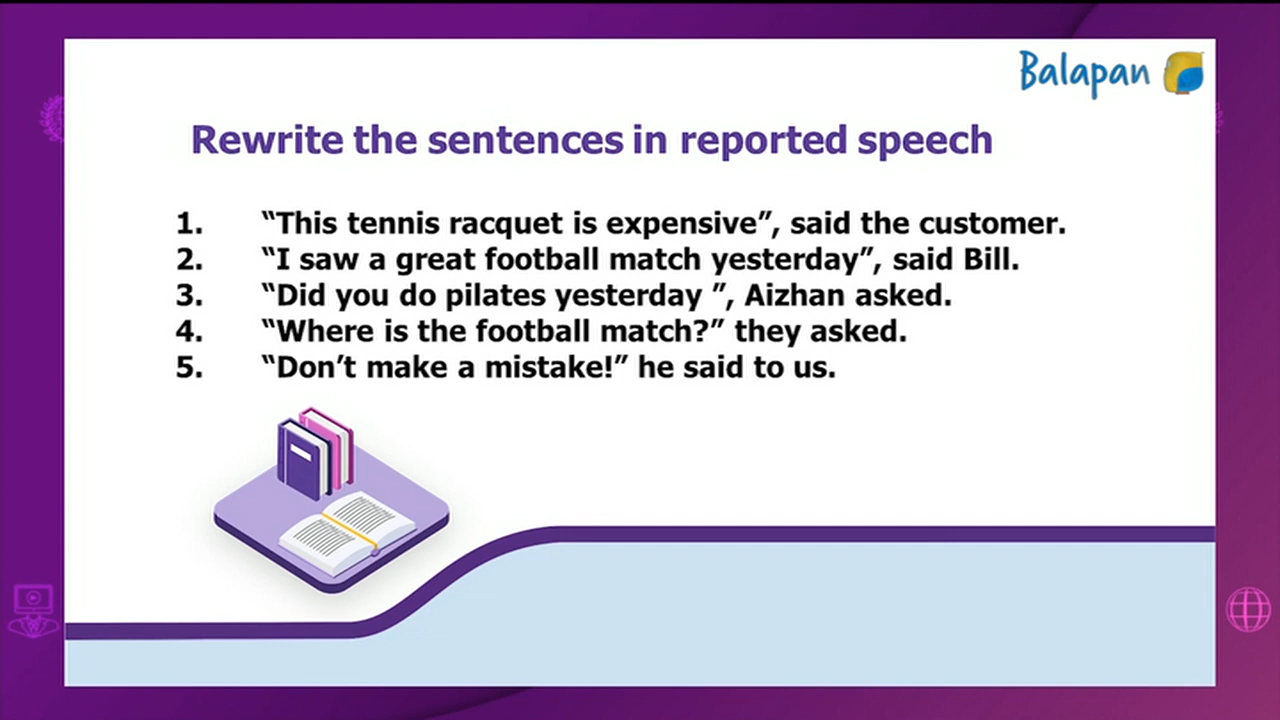 Balapan
Rewrite the sentences in reported speech
1. “This tennis racquet is expensive”, said the customer.
2. “I saw a great football match yesterday”, said Bill.
3. “Did you do pilates yesterday ”, Aizhan asked.
4. “Where is the football match?” they asked.
5. “Don’t make a mistake!” he said to us.